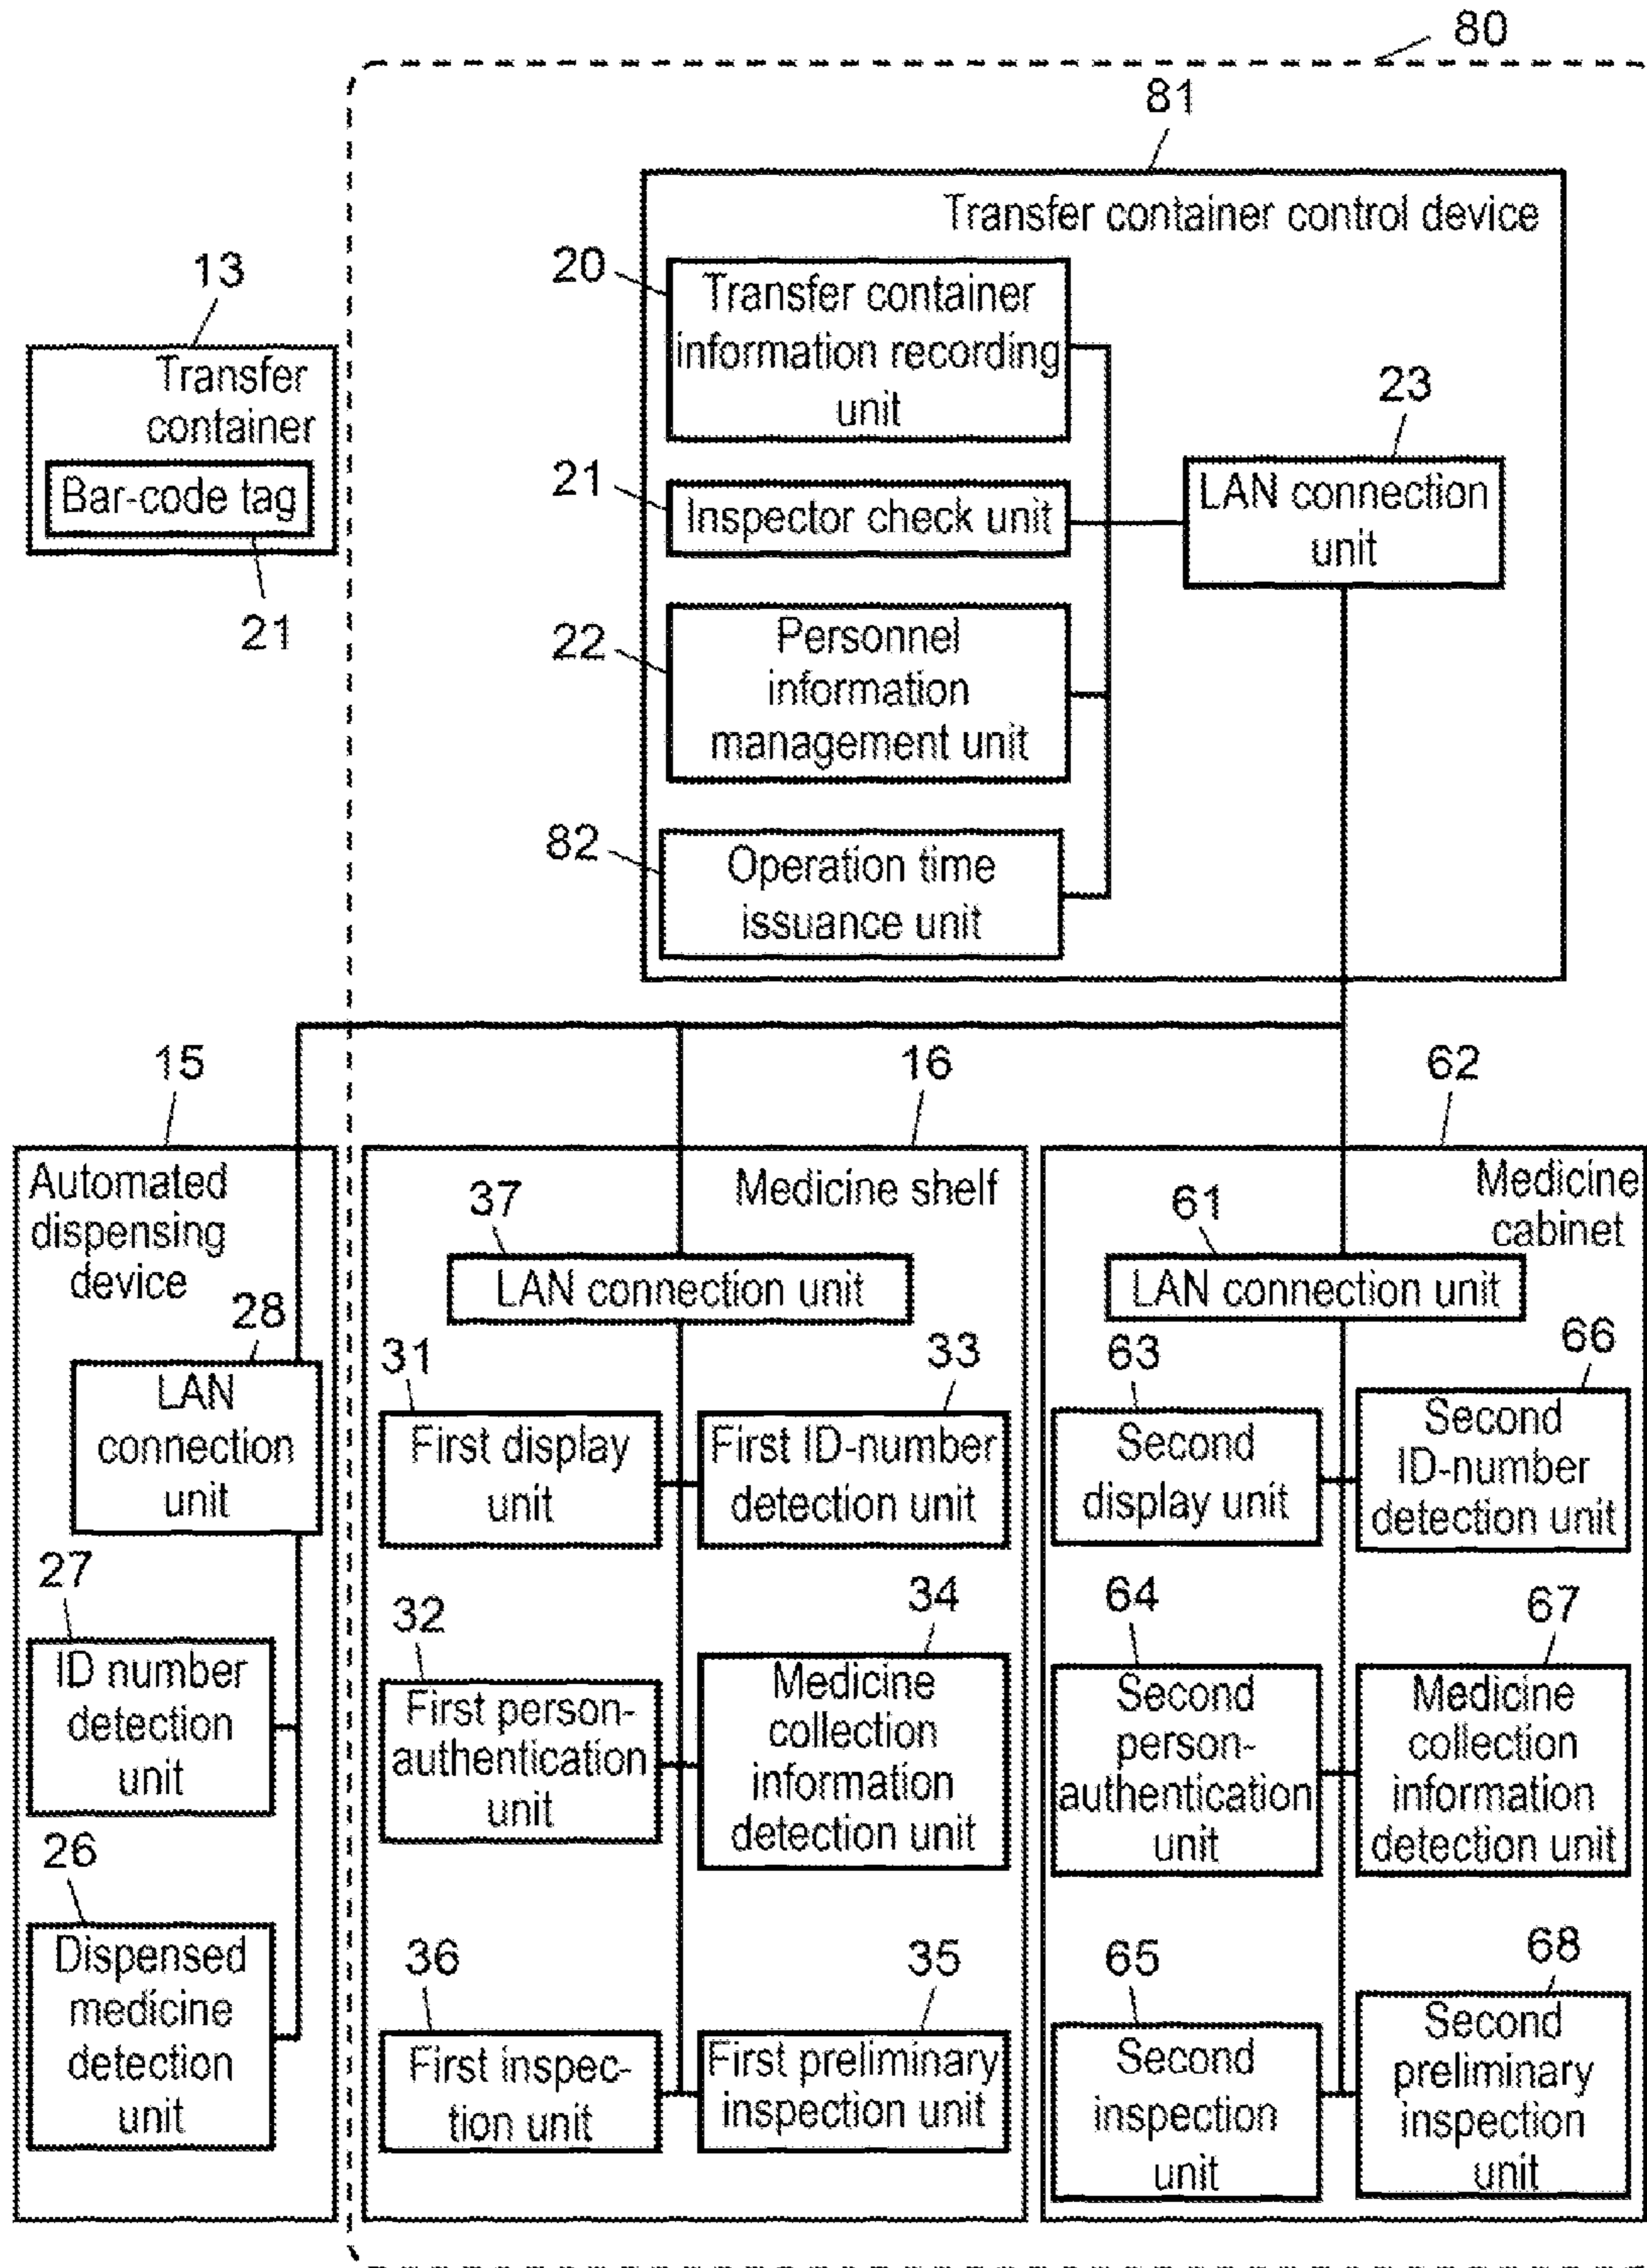 80
81
Transfer container control device
20
Transfer container
information recording
unit
13
Transfer
container
Bar-code tag
21
23
LAN connection
unit
21
Inspector check unit
22
Personnel
information
management unit
82
Operation time
issuance unit
15
Automated
dispensing
device
28
LAN
connection
unit
27
ID number
detection
unit
26
Dispensed
medicine
detection
unit
16
Medicine shelf
37
LAN connection unit
31
First display
unit
33
First ID-number
detection unit
32
First person-
authentication
unit
34
Medicine
collection
information
detection unit
36
First inspec-
tion unit
35
First preliminary
inspection unit
62
Medicine
cabinet
61
LAN connection unit
63
Second
display unit
66
Second
ID-number
detection unit
64
Second
person-
authentication
unit
67
Medicine
collection
information
detection unit
65
Second
inspection
unit
68
Second
preliminary
inspection
unit